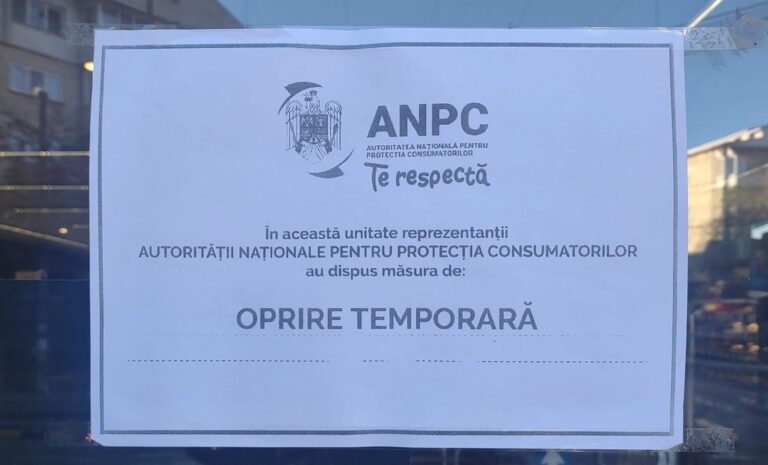 ANPC
AUTORITATEA NAȚIONALĂ PENTRU
PROTECȚIA CONSUMATORILOR
Te respectă
În această unitate reprezentanții
AUTORITĂȚII NAȚIONALE PENTRU PROTECȚIA CONSUMATORILOR
au dispus măsura de:
OPRIRE TEMPORARĂ